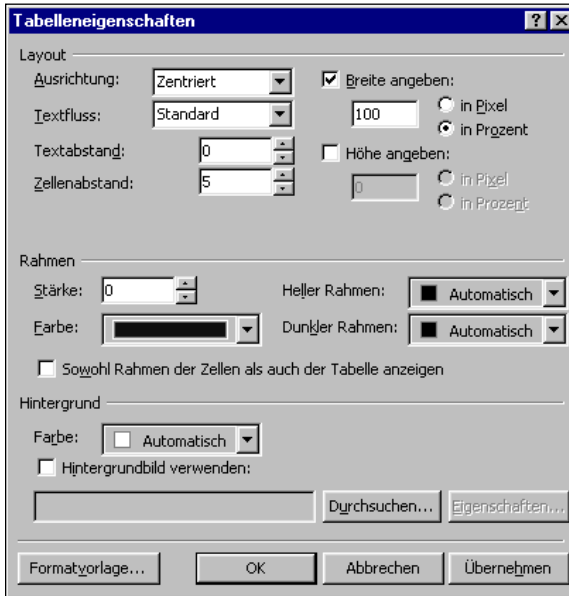 Tabelleneigenschaften
Layout
Ausrichtung: Zentriert
Breite angeben:
Textfluss: Standard
100 in Pixel
in Prozent
Textabstand: 0
Höhe angeben:
Zellenabstand: 5
0 in Pixel
in Prozent
Rahmen
Stärke: 0 Heller Rahmen: Automatisch
Farbe: Dunkler Rahmen: Automatisch
Sowohl Rahmen der Zellen als auch der Tabelle anzeigen
Hintergrund
Farbe: Automatisch
Hintergrundbild verwenden:
Durchsuchen... Eigenschaften...
Formatvorlage... OK Abbrechen Übernehmen